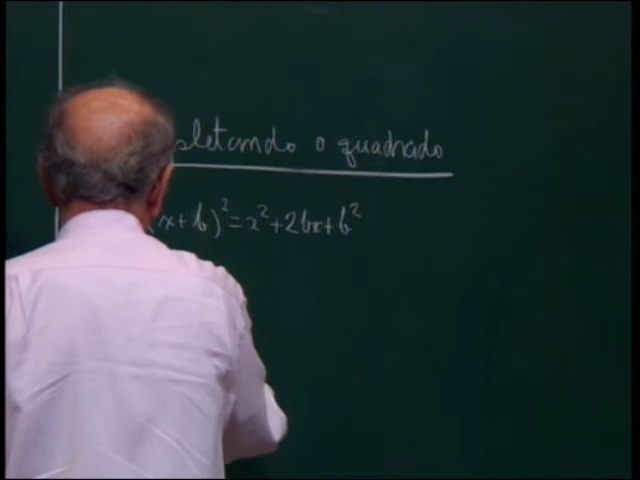 pletando o quadrado
(x+b)²=x²+2bx+b²